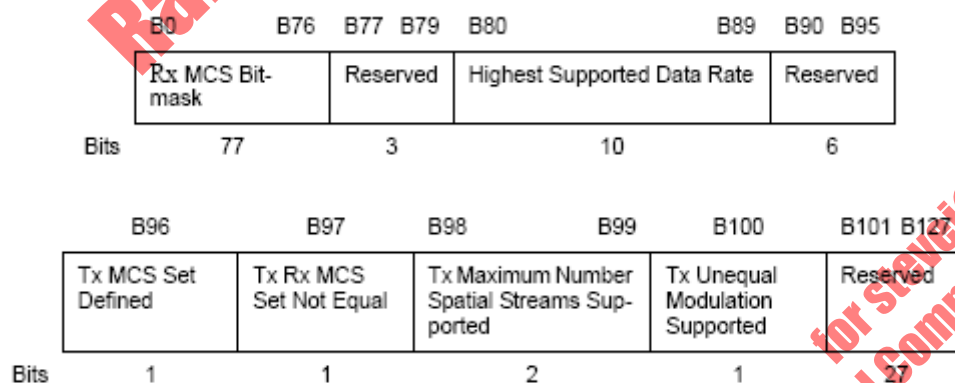 B0 B76 B77 B79 B80 B89 B90 B95
Rx MCS Bit-
mask
Reserved
Highest Supported Data Rate
Reserved
Bits 77 3 10 6
B96 B97 B98 B99 B100 B101 B127
Tx MCS Set
Defined
Tx Rx MCS
Set Not Equal
Tx Maximum Number
Spatial Streams Sup-
ported
Tx Unequal
Modulation
Supported
Reserved
Bits 1 1 2 1 27
Ra
for steve